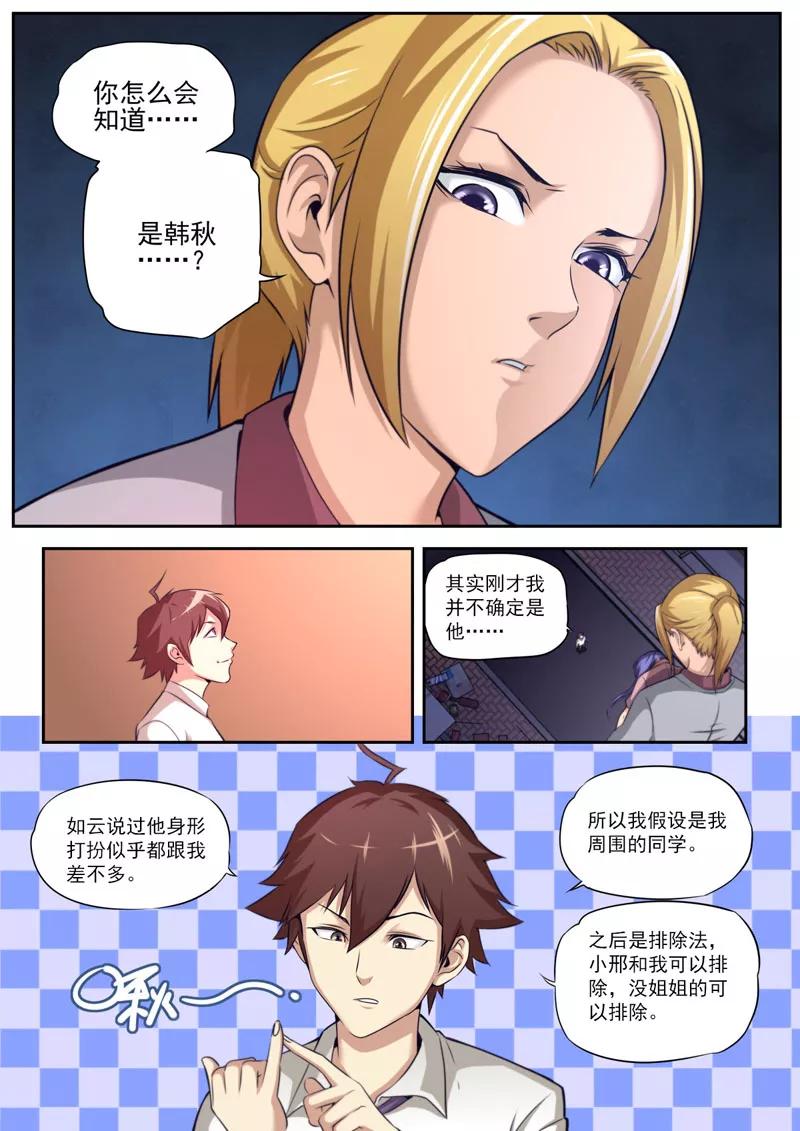 你怎么会
知道……
是韩秋
……？
其实刚才我
并不确定是
他……
如云说过他身形
打扮似乎都跟我
差不多。
所以我假设是我
周围的同学。
啾～
之后是排除法，
小邢和我可以排
除，没姐姐的可
以排除。